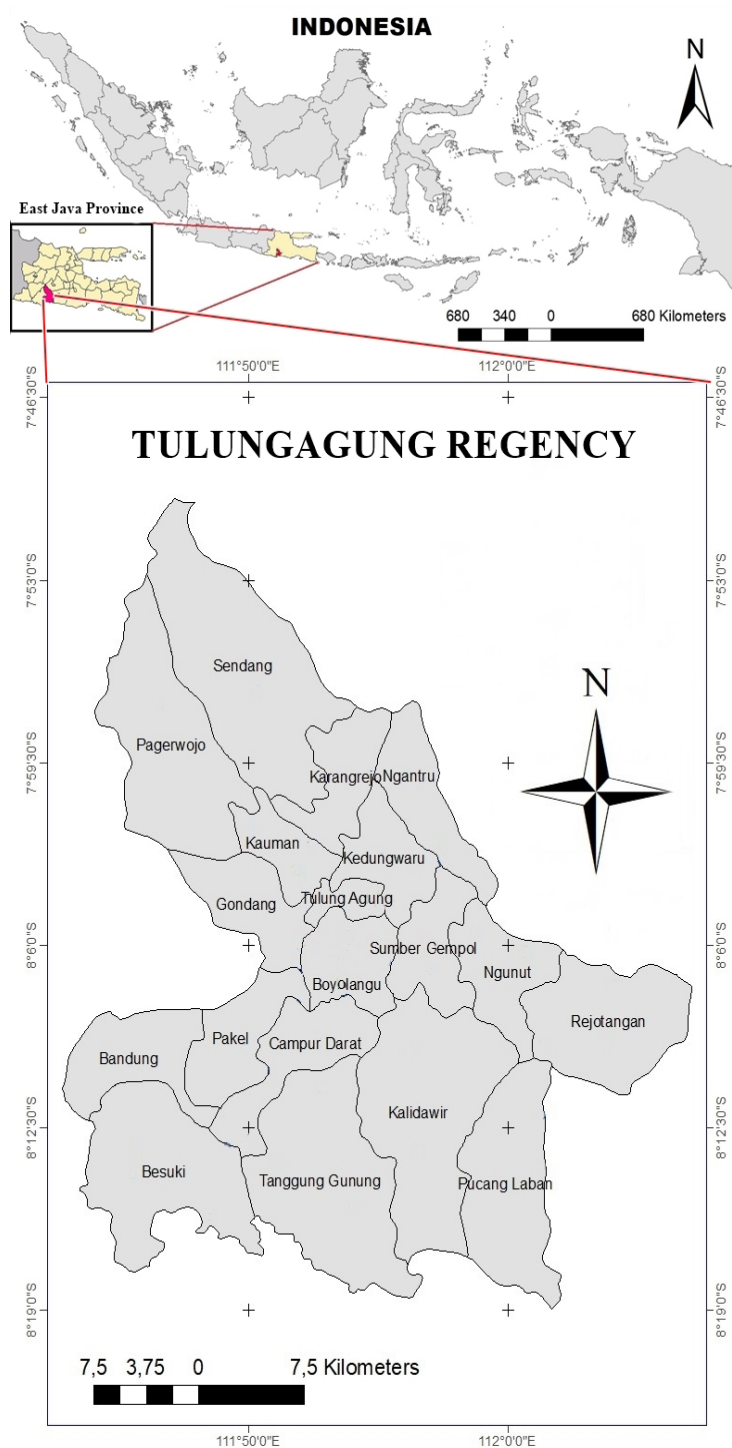 INDONESIA
N
East Java Province
680 340 0 680 Kilometers
111°50'0"E 112°0'0"E
7°46'30"S 7°46'30"S
TULUNGAGUNG REGENCY
7°53'0"S 7°53'0"S
Sendang
N
Pagerwojo
7°59'30"S 7°59'30"S
Karangrejo Ngantru
Kauman
Kedungwaru
Tulung Agung
Gondang
8°6'0"S 8°6'0"S
Sumber Gempol
Ngunut
Boyolangu
Rejotangan
Pakel
Campur Darat
Bandung
Kalidawir
8°12'30"S 8°12'30"S
Besuki
Tanggung Gunung
Pucang Laban
8°19'0"S 8°19'0"S
7,5 3,75 0 7,5 Kilometers
111°50'0"E 112°0'0"E